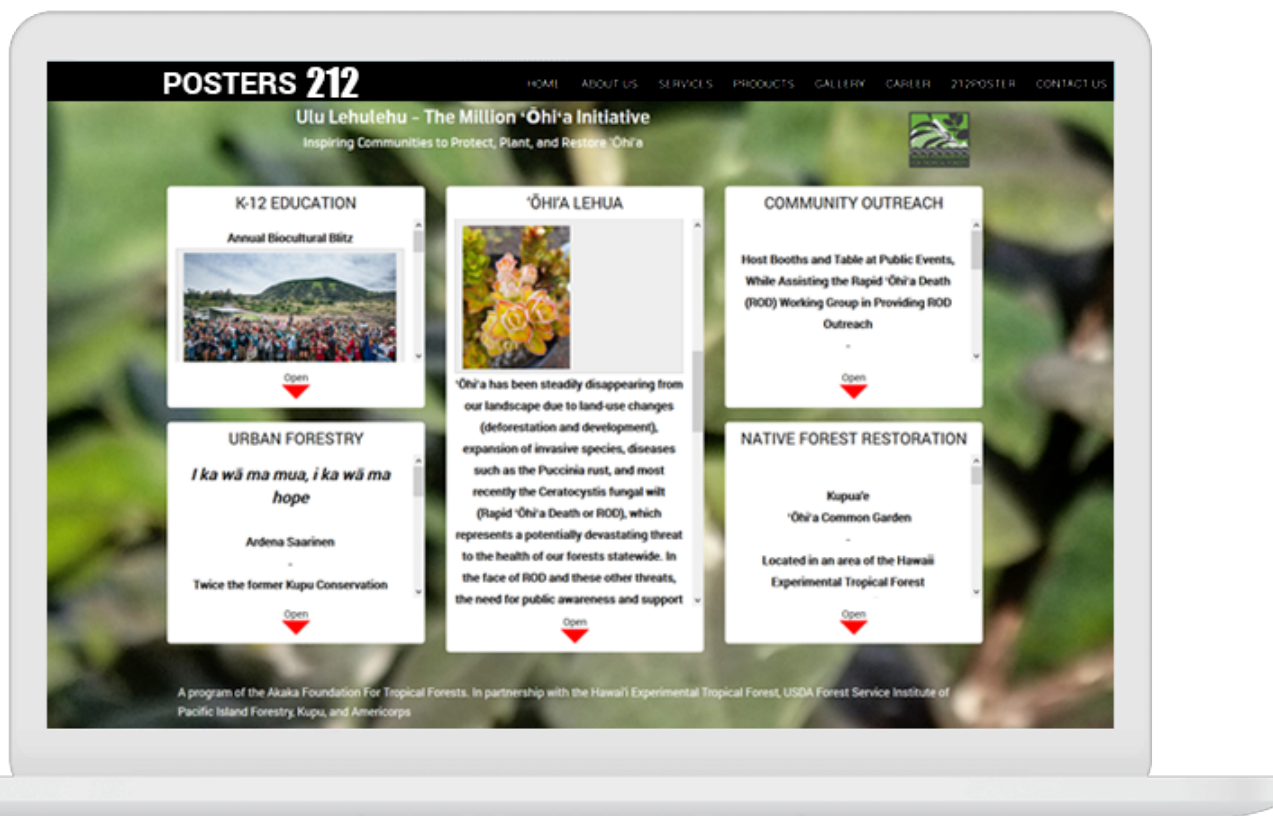 POSTERS 212
HOME ABOUT US SERVICES PRODUCTS GALLERY CAREER 212POSTER CONTACT US
Ulu Lehulehu - The Million ʻŌhiʻa Initiative
Inspiring Communities to Protect, Plant, and Restore ʻŌhiʻa
K-12 EDUCATION
Annual Biocultural Blitz
Open
URBAN FORESTRY
I ka wā ma mua, i ka wā ma
hope
Ardena Saarinen
-
Twice the former Kupu Conservation
Open
ʻŌHIʻA LEHUA
ʻŌhiʻa has been steadily disappearing from
our landscape due to land-use changes
(deforestation and development),
expansion of invasive species, diseases
such as the Puccinia rust, and most
recently the Ceratocystis fungal wilt
(Rapid ʻŌhiʻa Death or ROD), which
represents a potentially devastating threat
to the health of our forests statewide. In
the face of ROD and these other threats,
the need for public awareness and support
Open
COMMUNITY OUTREACH
Host Booths and Table at Public Events,
While Assisting the Rapid ʻŌhiʻa Death
(ROD) Working Group in Providing ROD
Outreach
-
Open
NATIVE FOREST RESTORATION
Kupuaʻe
ʻŌhiʻa Common Garden
-
Located in an area of the Hawaii
Experimental Tropical Forest
Open
A program of the Akaka Foundation For Tropical Forests. In partnership with the Hawaiʻi Experimental Tropical Forest, USDA Forest Service Institute of
Pacific Island Forestry, Kupu, and Americorps